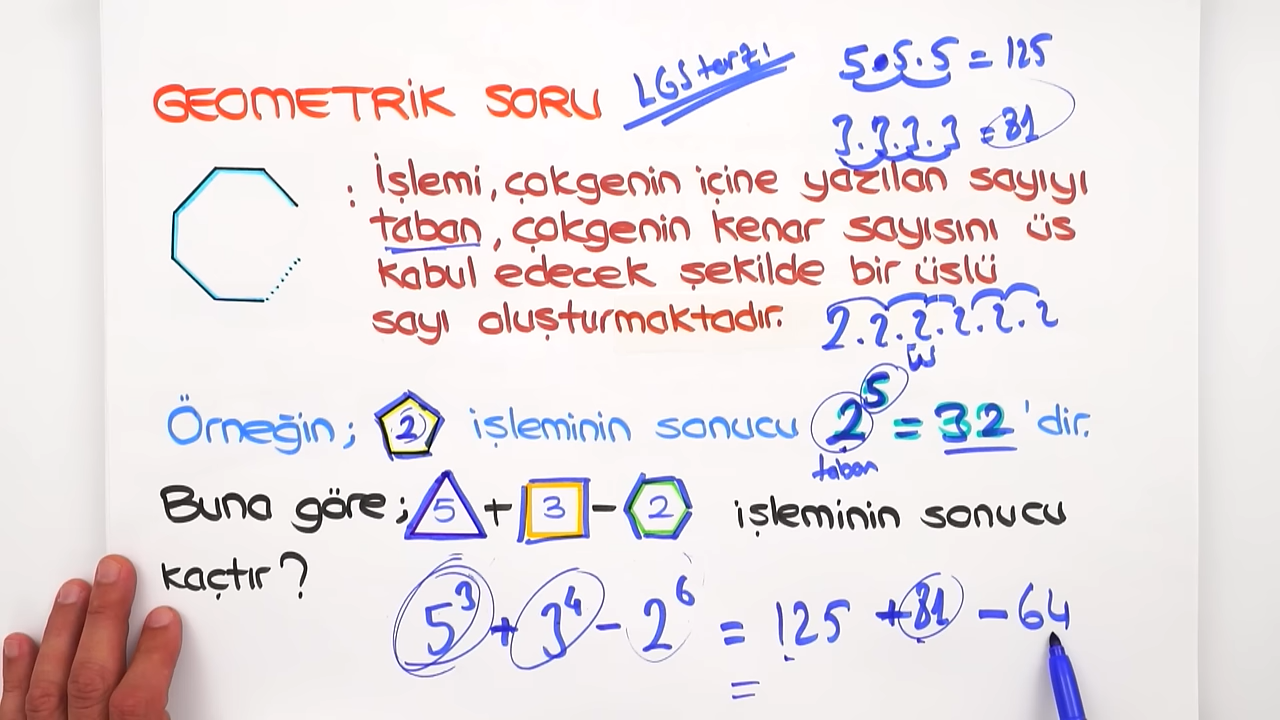 GEOMETRİK SORU LGSterzi
5.5.5 = 125
3.3.3.3 = 81
: İşlemi, çokgenin içine yazılan sayıyı
taban, çokgenin kenar sayısını üs
kabul edecek şekilde bir üslü
sayı oluşturmaktadır.
2.2.2.2.2.2
üs
Örneğin; 2 işleminin sonucu 2⁵ = 32 'dir.
taban
Buna göre; 5 + 3 - 2 işleminin sonucu
kaçtır?
5³ + 3⁴ - 2⁶ = 125 + 81 - 64
=